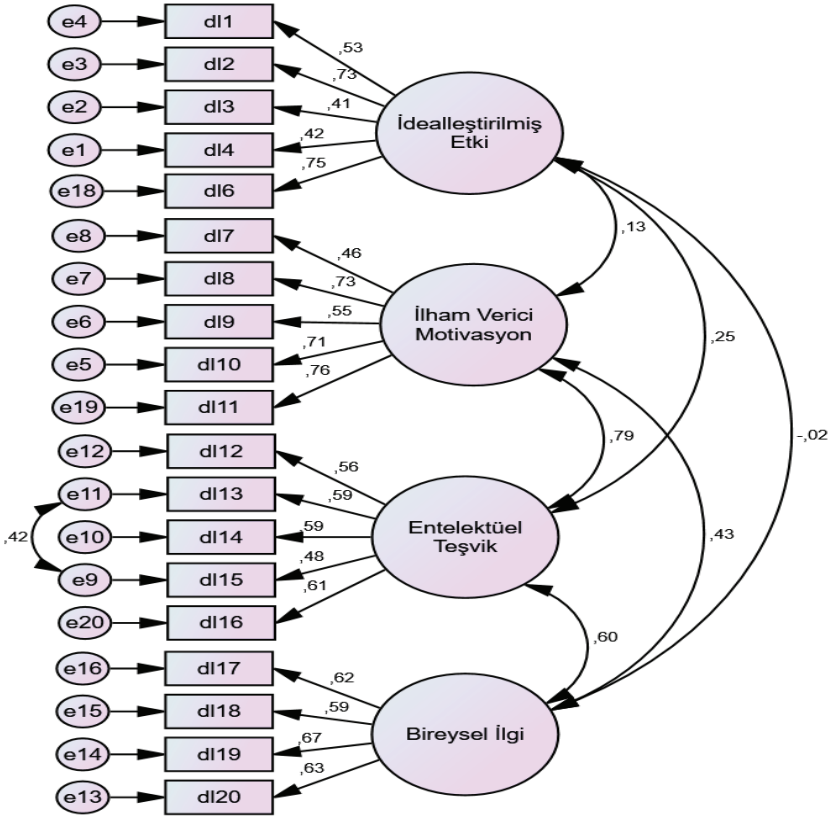 e4
dl1
,53
e3
dl2
,73
e2
dl3
,41
İdealleştirilmiş
Etki
e1
dl4
,42
e18
dl6
,75
e8
dl7
,46
,13
e7
dl8
,73
e6
dl9
,55
İlham Verici
Motivasyon
e5
dl10
,71
,25
e19
dl11
,76
e12
dl12
,56
,79
-,02
e11
dl13
,59
,42
e10
dl14
,59
Entelektüel
Teşvik
,43
e9
dl15
,48
e20
dl16
,61
,60
e16
dl17
,62
e15
dl18
,59
e14
dl19
,67
Bireysel İlgi
e13
dl20
,63